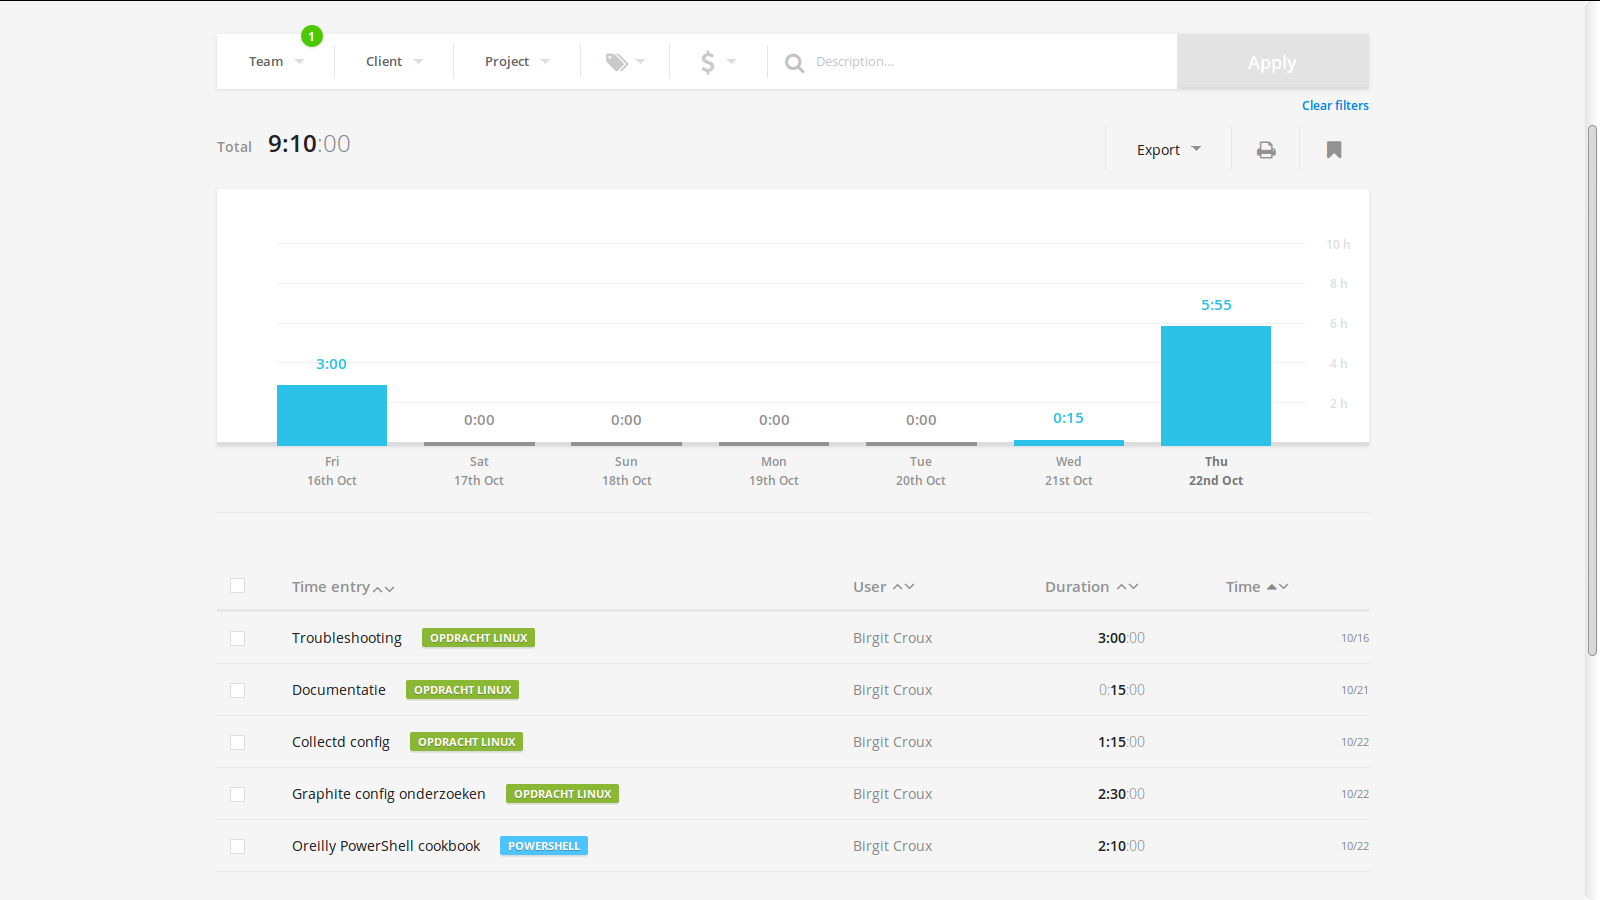 1
Team Client Project $ Description... Apply
Clear filters
Total 9:10:00 Export
10 h
8 h
5:55
6 h
3:00 4 h
2 h
0:00 0:00 0:00 0:00 0:15
Fri Sat Sun Mon Tue Wed Thu
16th Oct 17th Oct 18th Oct 19th Oct 20th Oct 21st Oct 22nd Oct
Time entry User Duration Time
Troubleshooting OPDRACHT LINUX Birgit Croux 3:00:00 10/16
Documentatie OPDRACHT LINUX Birgit Croux 0:15:00 10/21
Collectd config OPDRACHT LINUX Birgit Croux 1:15:00 10/22
Graphite config onderzoeken OPDRACHT LINUX Birgit Croux 2:30:00 10/22
Oreilly PowerShell cookbook POWERSHELL Birgit Croux 2:10:00 10/22